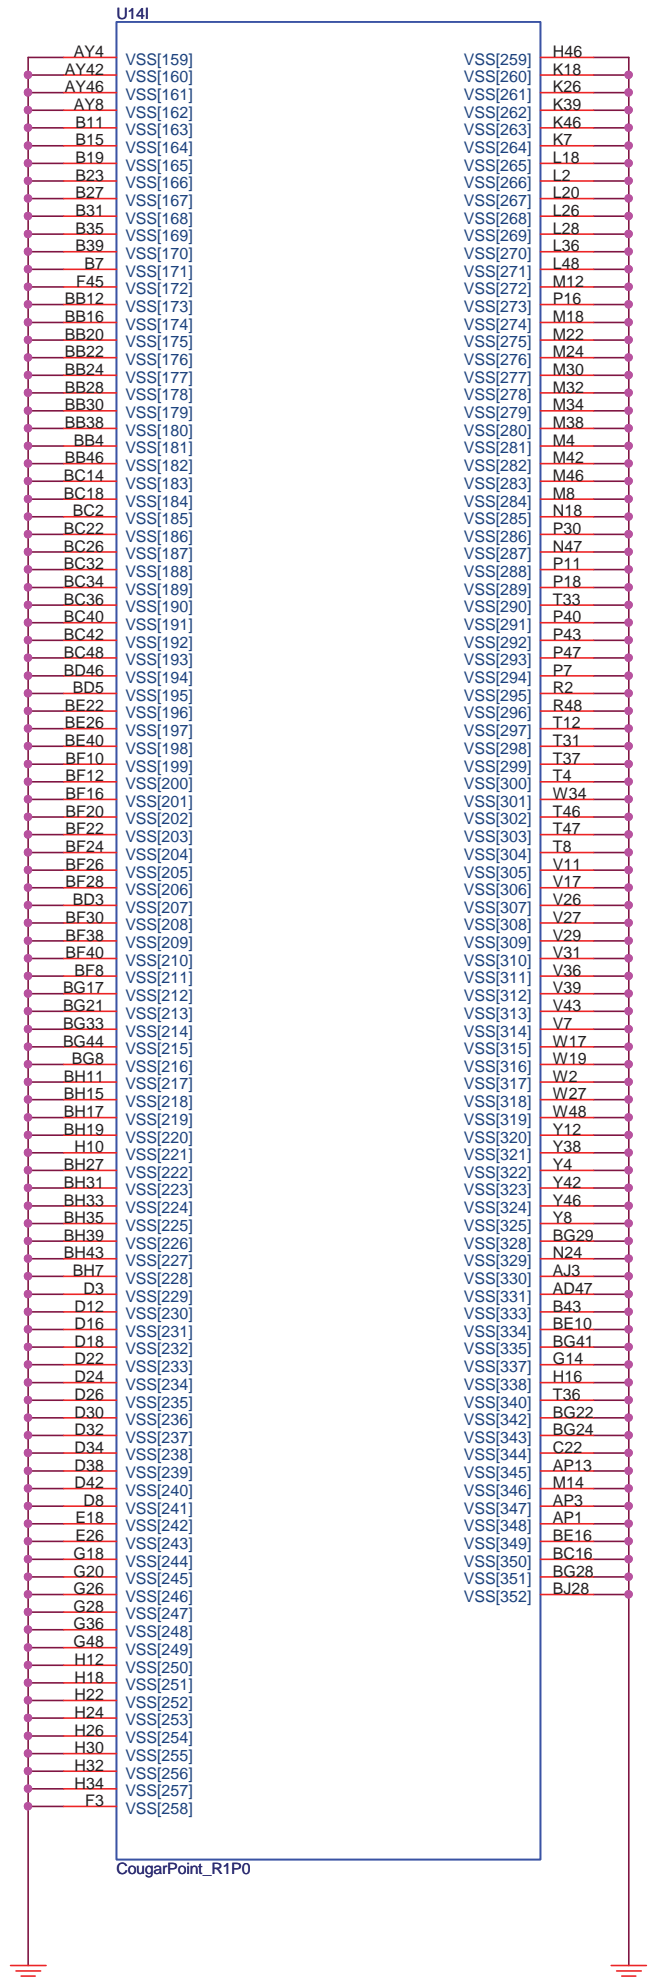 U14I
AY4 VSS[159] VSS[259] H46
AY42 VSS[160] VSS[260] K18
AY46 VSS[161] VSS[261] K26
AY8 VSS[162] VSS[262] K39
B11 VSS[163] VSS[263] K46
B15 VSS[164] VSS[264] K7
B19 VSS[165] VSS[265] L18
B23 VSS[166] VSS[266] L2
B27 VSS[167] VSS[267] L20
B31 VSS[168] VSS[268] L26
B35 VSS[169] VSS[269] L28
B39 VSS[170] VSS[270] L36
B7 VSS[171] VSS[271] L48
F45 VSS[172] VSS[272] M12
BB12 VSS[173] VSS[273] P16
BB16 VSS[174] VSS[274] M18
BB20 VSS[175] VSS[275] M22
BB22 VSS[176] VSS[276] M24
BB24 VSS[177] VSS[277] M30
BB28 VSS[178] VSS[278] M32
BB30 VSS[179] VSS[279] M34
BB38 VSS[180] VSS[280] M38
BB4 VSS[181] VSS[281] M4
BB46 VSS[182] VSS[282] M42
BC14 VSS[183] VSS[283] M46
BC18 VSS[184] VSS[284] M8
BC2 VSS[185] VSS[285] N18
BC22 VSS[186] VSS[286] P30
BC26 VSS[187] VSS[287] N47
BC32 VSS[188] VSS[288] P11
BC34 VSS[189] VSS[289] P18
BC36 VSS[190] VSS[290] T33
BC40 VSS[191] VSS[291] P40
BC42 VSS[192] VSS[292] P43
BC48 VSS[193] VSS[293] P47
BD46 VSS[194] VSS[294] P7
BD5 VSS[195] VSS[295] R2
BE22 VSS[196] VSS[296] R48
BE26 VSS[197] VSS[297] T12
BE40 VSS[198] VSS[298] T31
BF10 VSS[199] VSS[299] T37
BF12 VSS[200] VSS[300] T4
BF16 VSS[201] VSS[301] W34
BF20 VSS[202] VSS[302] T46
BF22 VSS[203] VSS[303] T47
BF24 VSS[204] VSS[304] T8
BF26 VSS[205] VSS[305] V11
BF28 VSS[206] VSS[306] V17
BD3 VSS[207] VSS[307] V26
BF30 VSS[208] VSS[308] V27
BF38 VSS[209] VSS[309] V29
BF40 VSS[210] VSS[310] V31
BF8 VSS[211] VSS[311] V36
BG17 VSS[212] VSS[312] V39
BG21 VSS[213] VSS[313] V43
BG33 VSS[214] VSS[314] V7
BG44 VSS[215] VSS[315] W17
BG8 VSS[216] VSS[316] W19
BH11 VSS[217] VSS[317] W2
BH15 VSS[218] VSS[318] W27
BH17 VSS[219] VSS[319] W48
BH19 VSS[220] VSS[320] Y12
H10 VSS[221] VSS[321] Y38
BH27 VSS[222] VSS[322] Y4
BH31 VSS[223] VSS[323] Y42
BH33 VSS[224] VSS[324] Y46
BH35 VSS[225] VSS[325] Y8
BH39 VSS[226] VSS[328] BG29
BH43 VSS[227] VSS[329] N24
BH7 VSS[228] VSS[330] AJ3
D3 VSS[229] VSS[331] AD47
D12 VSS[230] VSS[333] B43
D16 VSS[231] VSS[334] BE10
D18 VSS[232] VSS[335] BG41
D22 VSS[233] VSS[337] G14
D24 VSS[234] VSS[338] H16
D26 VSS[235] VSS[340] T36
D30 VSS[236] VSS[342] BG22
D32 VSS[237] VSS[343] BG24
D34 VSS[238] VSS[344] C22
D38 VSS[239] VSS[345] AP13
D42 VSS[240] VSS[346] M14
D8 VSS[241] VSS[347] AP3
E18 VSS[242] VSS[348] AP1
E26 VSS[243] VSS[349] BE16
G18 VSS[244] VSS[350] BC16
G20 VSS[245] VSS[351] BG28
G26 VSS[246] VSS[352] BJ28
G28 VSS[247]
G36 VSS[248]
G48 VSS[249]
H12 VSS[250]
H18 VSS[251]
H22 VSS[252]
H24 VSS[253]
H26 VSS[254]
H30 VSS[255]
H32 VSS[256]
H34 VSS[257]
F3 VSS[258]
CougarPoint_R1P0